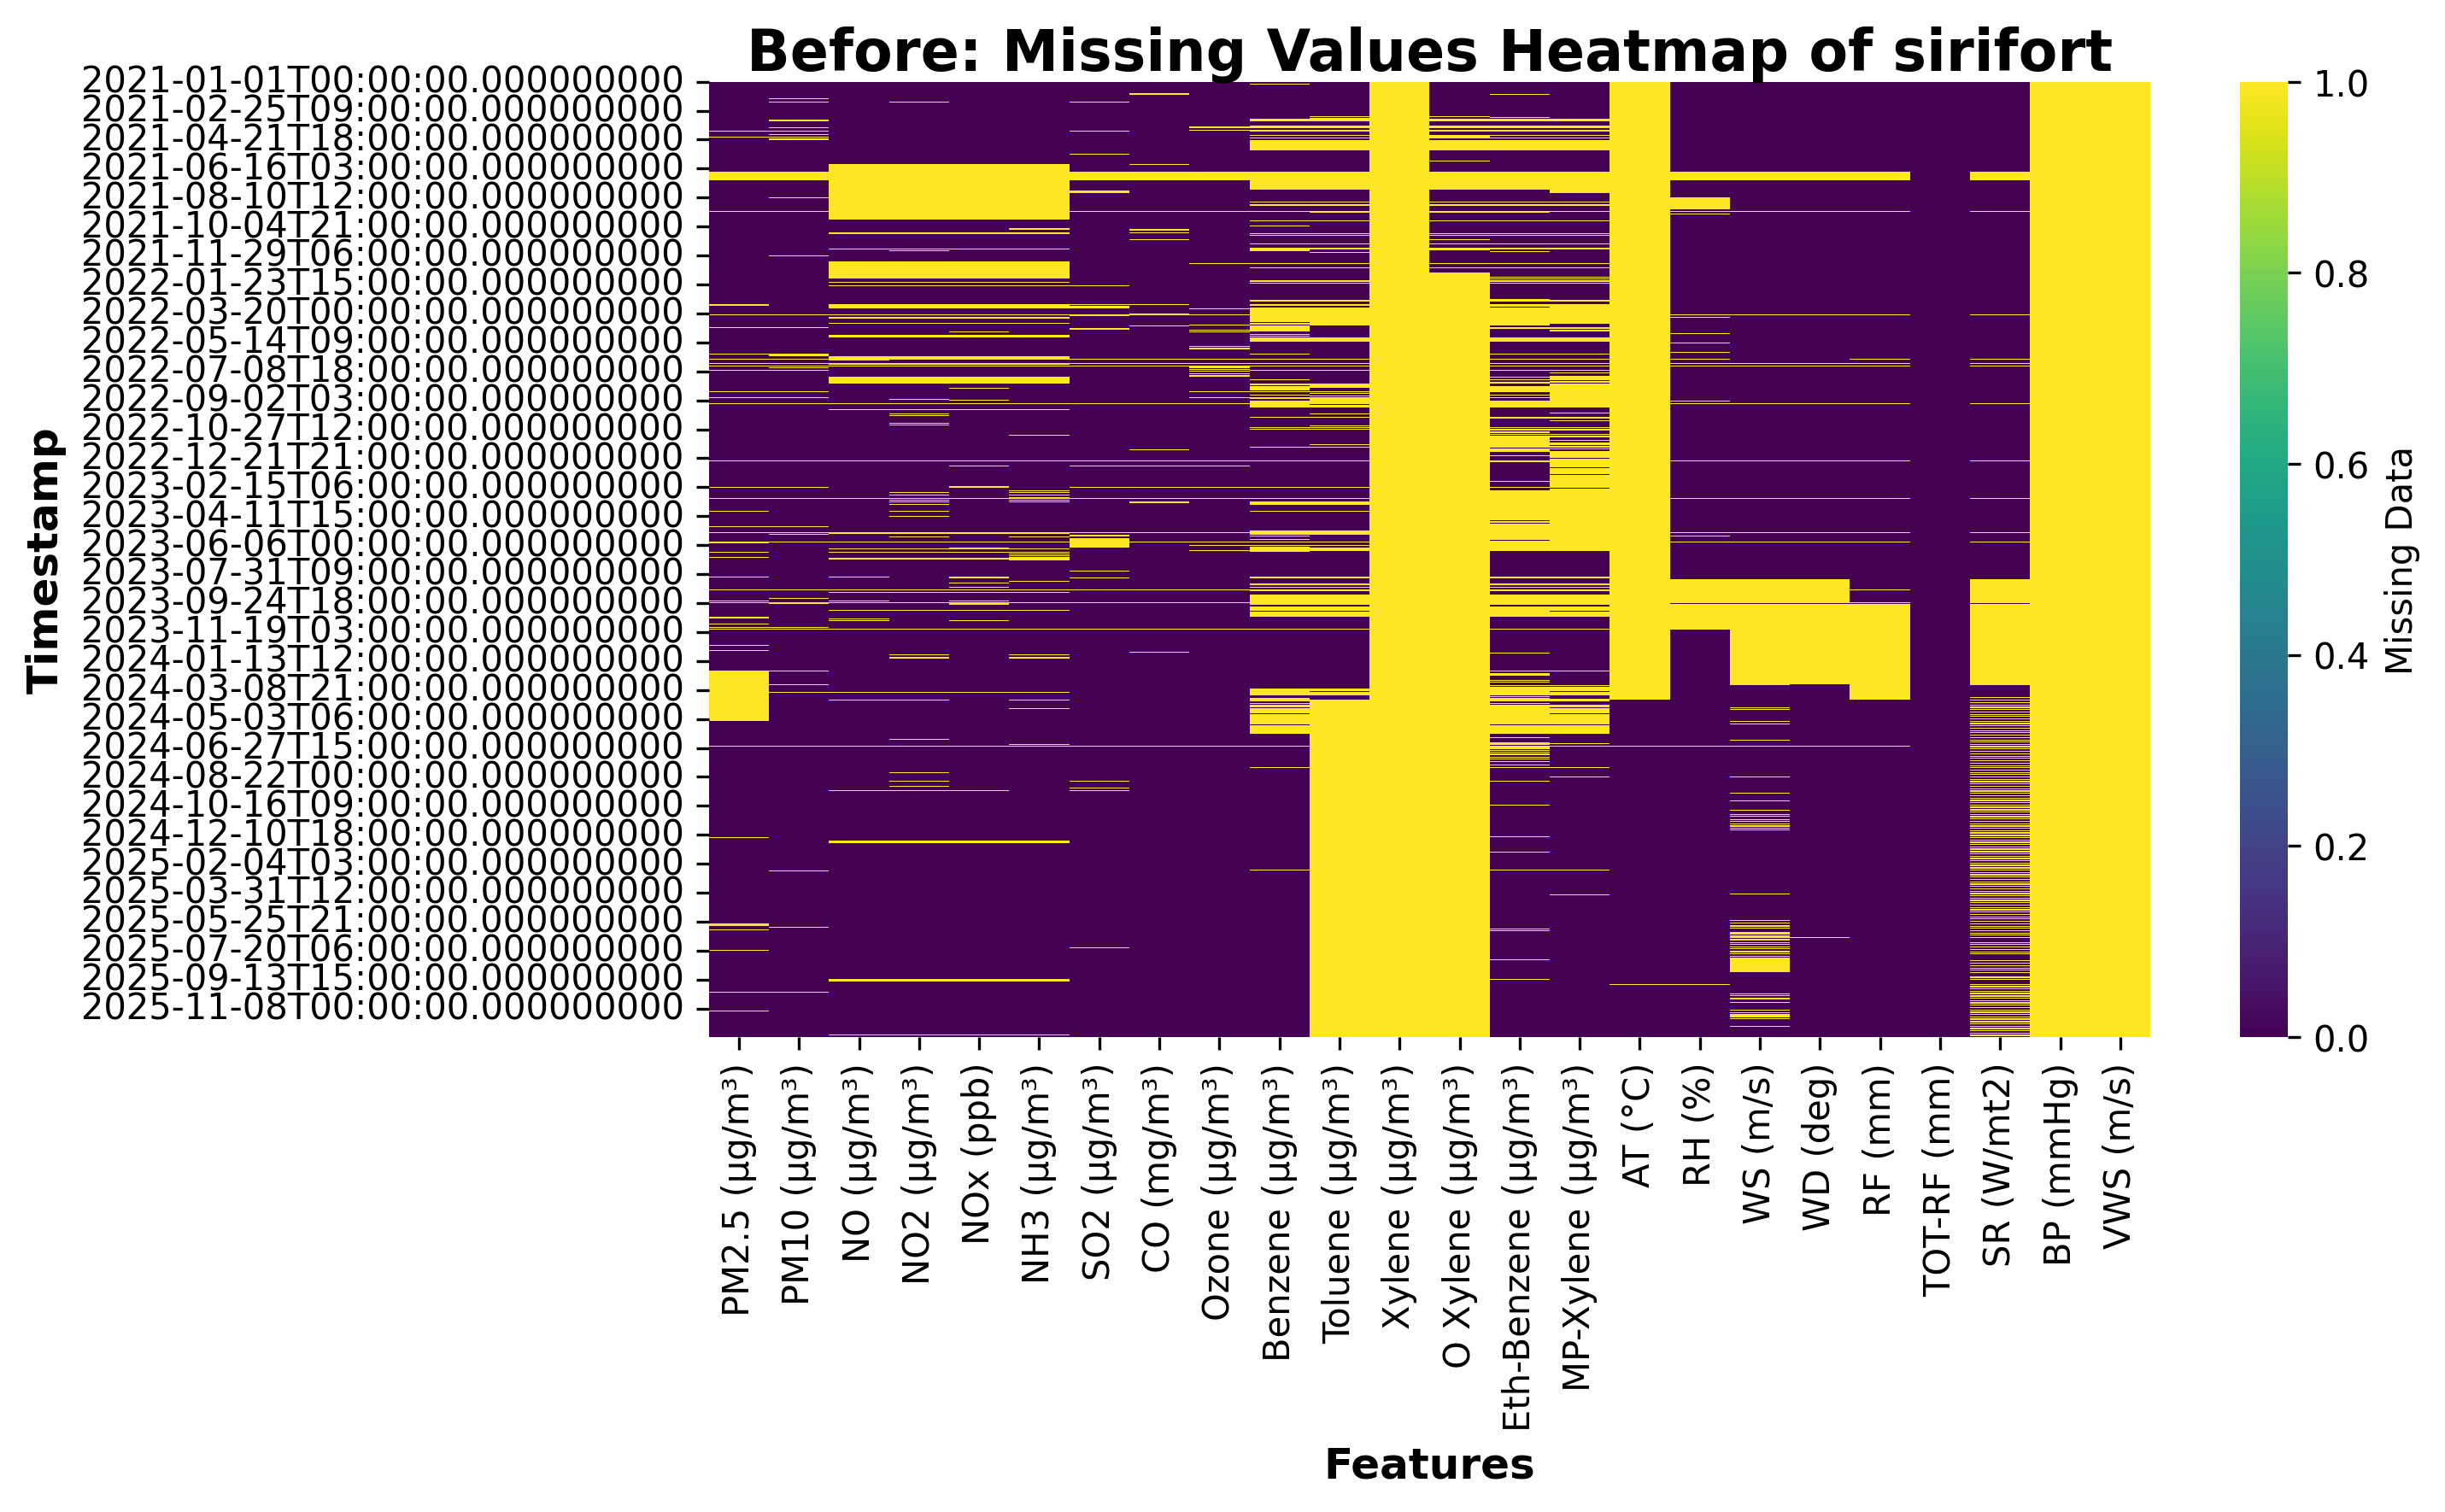 Before: Missing Values Heatmap of sirifort
Timestamp
2021-01-01T00:00:00.000000000
2021-02-25T09:00:00.000000000
2021-04-21T18:00:00.000000000
2021-06-16T03:00:00.000000000
2021-08-10T12:00:00.000000000
2021-10-04T21:00:00.000000000
2021-11-29T06:00:00.000000000
2022-01-23T15:00:00.000000000
2022-03-20T00:00:00.000000000
2022-05-14T09:00:00.000000000
2022-07-08T18:00:00.000000000
2022-09-02T03:00:00.000000000
2022-10-27T12:00:00.000000000
2022-12-21T21:00:00.000000000
2023-02-15T06:00:00.000000000
2023-04-11T15:00:00.000000000
2023-06-06T00:00:00.000000000
2023-07-31T09:00:00.000000000
2023-09-24T18:00:00.000000000
2023-11-19T03:00:00.000000000
2024-01-13T12:00:00.000000000
2024-03-08T21:00:00.000000000
2024-05-03T06:00:00.000000000
2024-06-27T15:00:00.000000000
2024-08-22T00:00:00.000000000
2024-10-16T09:00:00.000000000
2024-12-10T18:00:00.000000000
2025-02-04T03:00:00.000000000
2025-03-31T12:00:00.000000000
2025-05-25T21:00:00.000000000
2025-07-20T06:00:00.000000000
2025-09-13T15:00:00.000000000
2025-11-08T00:00:00.000000000
PM2.5 (µg/m³)
PM10 (µg/m³)
NO (µg/m³)
NO2 (µg/m³)
NOx (ppb)
NH3 (µg/m³)
SO2 (µg/m³)
CO (mg/m³)
Ozone (µg/m³)
Benzene (µg/m³)
Toluene (µg/m³)
Xylene (µg/m³)
O Xylene (µg/m³)
Eth-Benzene (µg/m³)
MP-Xylene (µg/m³)
AT (°C)
RH (%)
WS (m/s)
WD (deg)
RF (mm)
TOT-RF (mm)
SR (W/mt2)
BP (mmHg)
VWS (m/s)
Features
1.0
0.8
0.6
0.4
0.2
0.0
Missing Data